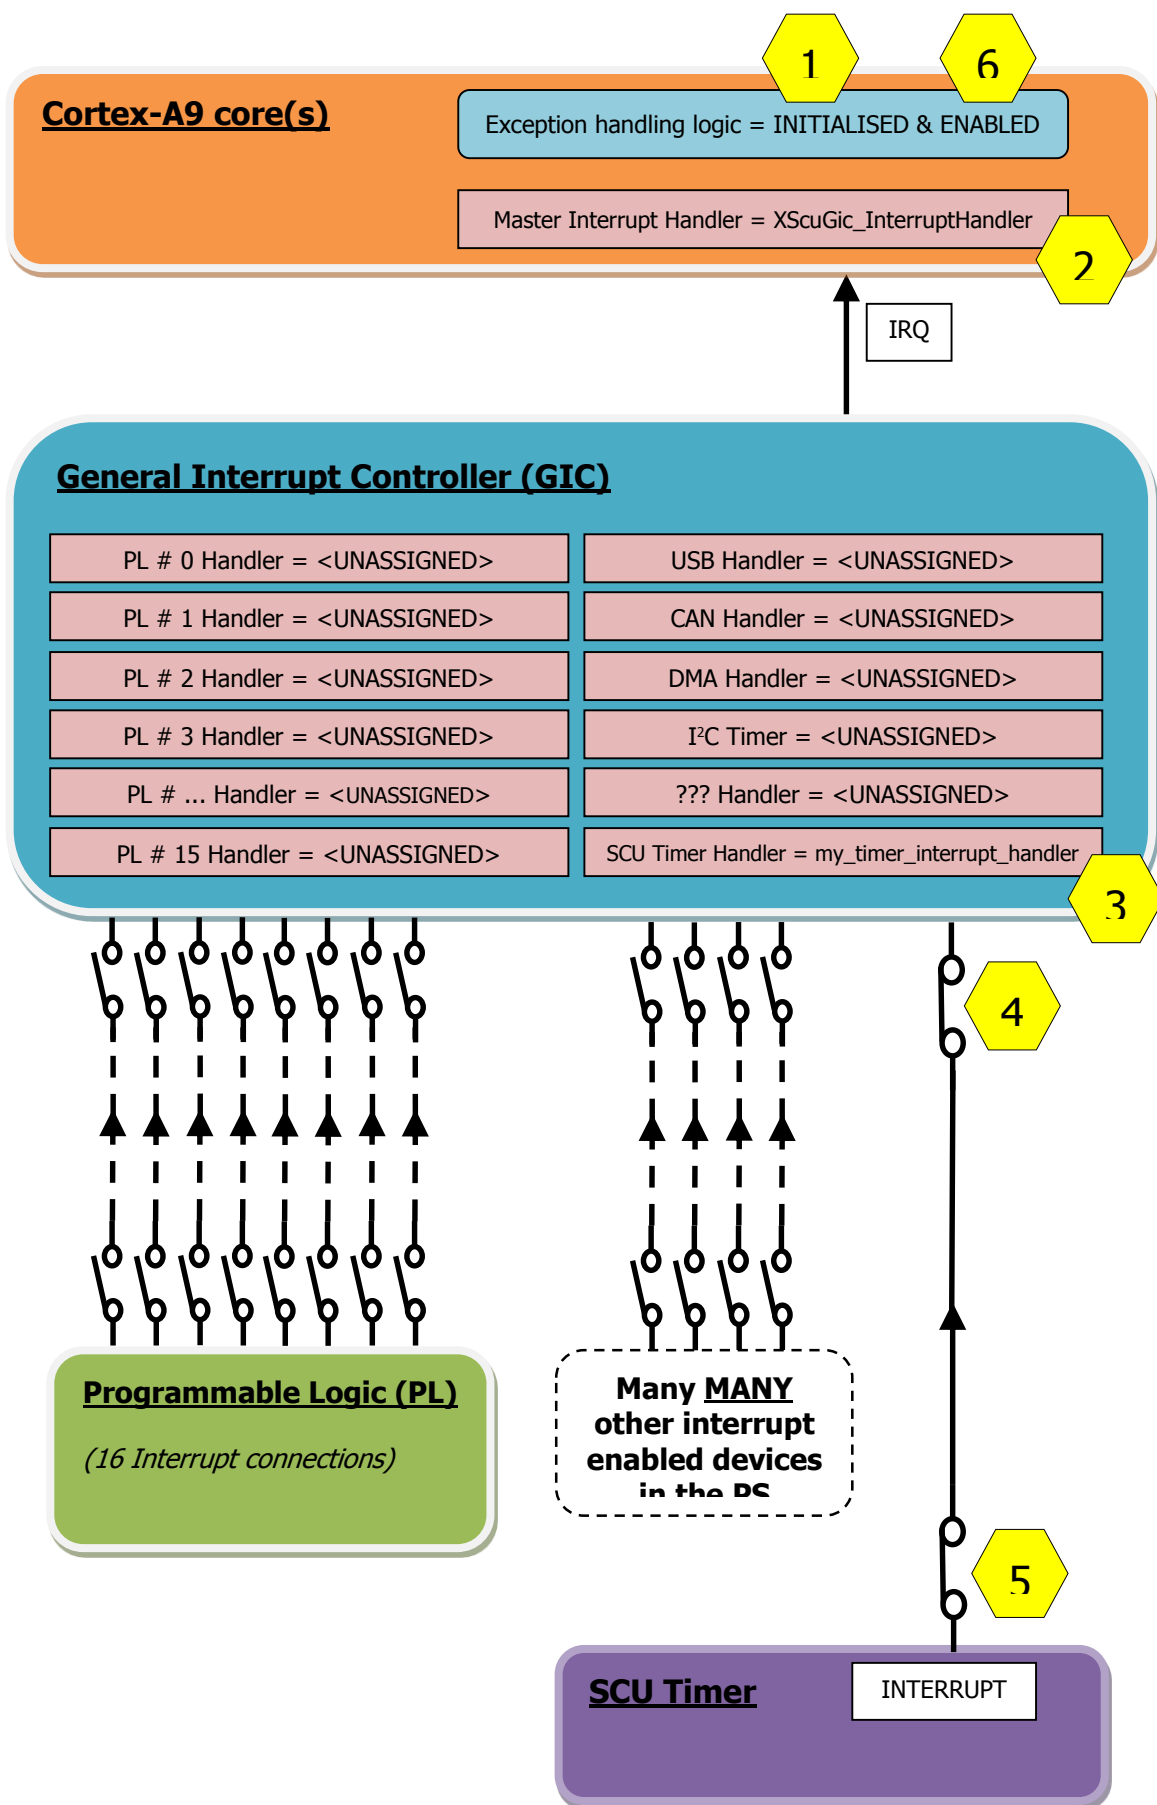 1
6
Cortex-A9 core(s)
Exception handling logic = INITIALISED & ENABLED
Master Interrupt Handler = XScuGic_InterruptHandler
2
IRQ
General Interrupt Controller (GIC)
PL # 0 Handler = <UNASSIGNED>
USB Handler = <UNASSIGNED>
PL # 1 Handler = <UNASSIGNED>
CAN Handler = <UNASSIGNED>
PL # 2 Handler = <UNASSIGNED>
DMA Handler = <UNASSIGNED>
PL # 3 Handler = <UNASSIGNED>
I²C Timer = <UNASSIGNED>
PL # ... Handler = <UNASSIGNED>
??? Handler = <UNASSIGNED>
PL # 15 Handler = <UNASSIGNED>
SCU Timer Handler = my_timer_interrupt_handler
3
4
Programmable Logic (PL)
(16 Interrupt connections)
Many MANY
other interrupt
enabled devices
in the PS
5
SCU Timer
INTERRUPT